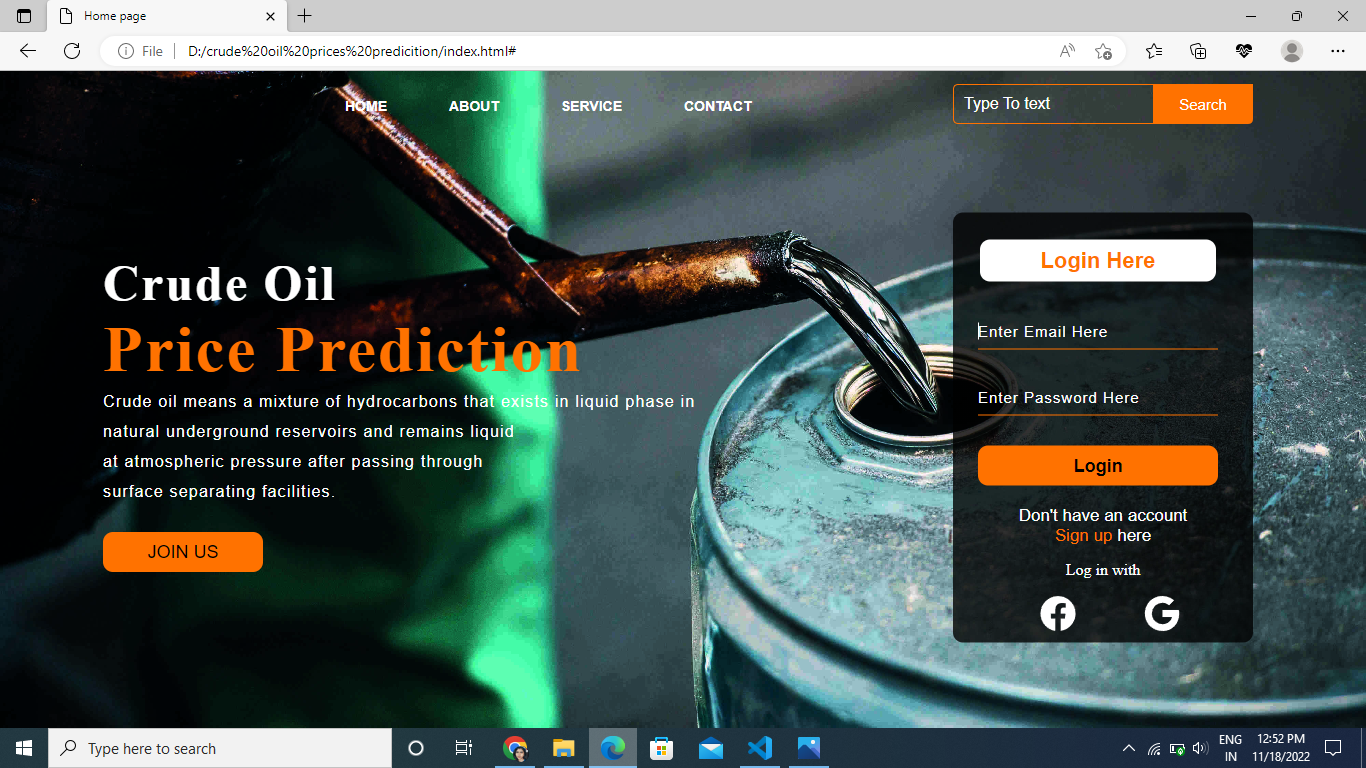 Home page
File
D:/crude%20oil%20prices%20predicition/index.html#
HOME ABOUT SERVICE CONTACT
Type To text
Search
Crude Oil
Price Prediction
Crude oil means a mixture of hydrocarbons that exists in liquid phase in
natural underground reservoirs and remains liquid
at atmospheric pressure after passing through
surface separating facilities.
JOIN US
Login Here
Enter Email Here
Enter Password Here
Login
Don't have an account
Sign up here
Log in with
Type here to search
ENG
IN
12:52 PM
11/18/2022